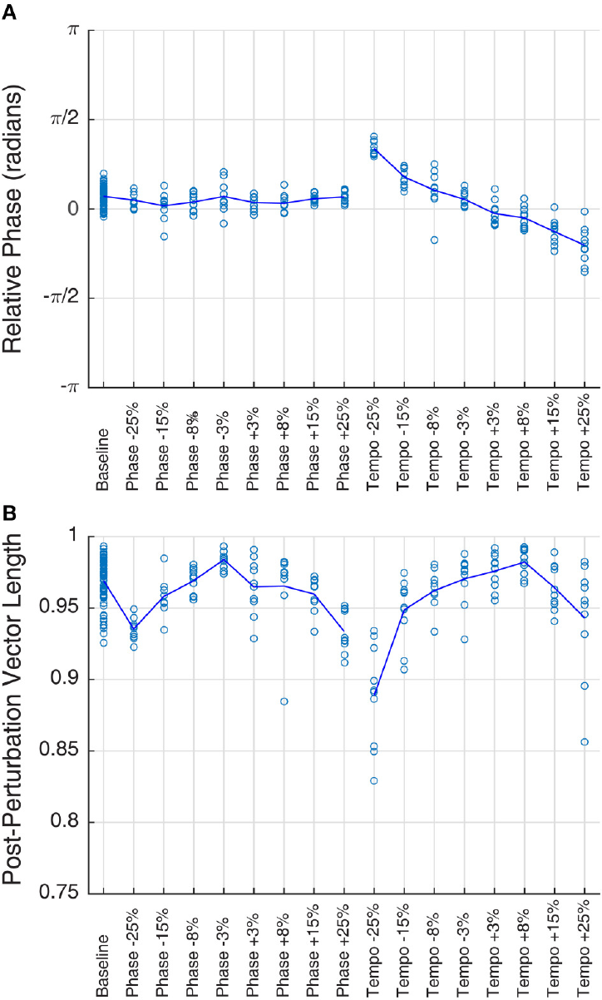 A
Relative Phase (radians)
π
π/2
0
-π/2
-π
Baseline
Phase -25%
Phase -15%
Phase -8%
Phase -3%
Phase +3%
Phase +8%
Phase +15%
Phase +25%
Tempo -25%
Tempo -15%
Tempo -8%
Tempo -3%
Tempo +3%
Tempo +8%
Tempo +15%
Tempo +25%
B
Post-Perturbation Vector Length
1
0.95
0.9
0.85
0.8
0.75
Baseline
Phase -25%
Phase -15%
Phase -8%
Phase -3%
Phase +3%
Phase +8%
Phase +15%
Phase +25%
Tempo -25%
Tempo -15%
Tempo -8%
Tempo -3%
Tempo +3%
Tempo +8%
Tempo +15%
Tempo +25%